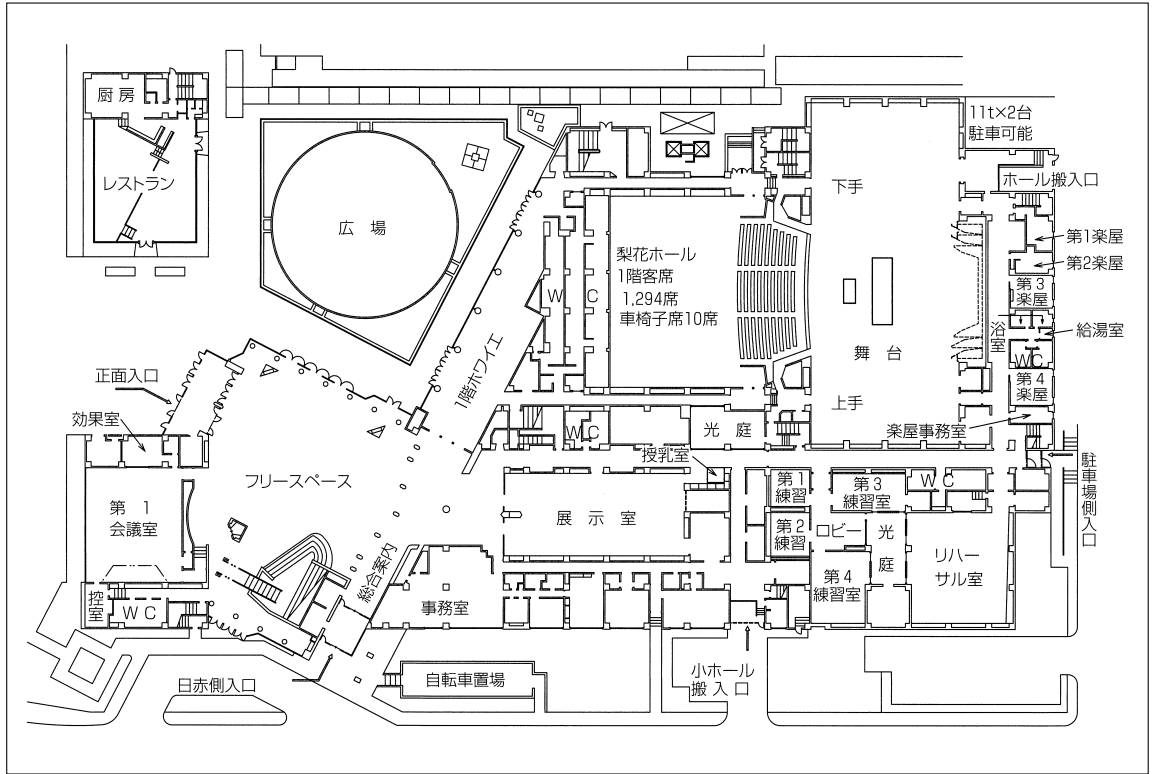 厨房
レストラン
広場
11t×2台
駐車可能
ホール搬入口
下手
第1楽屋
第2楽屋
第3
楽屋
浴室
給湯室
WC
第4
楽屋
楽屋事務室
梨花ホール
1階客席
1,294席
車椅子席10席
WC
舞台
上手
1階ホワイエ
正面入口
効果室
第1
会議室
フリースペース
WC
光庭
授乳室
展示室
第1
練習
第2
練習
第3
練習室
WC
ロビー
光庭
リハー
サル室
第4
練習室
駐車場側入口
控室
WC
総合案内
事務室
日赤側入口
自転車置場
小ホール
搬入口